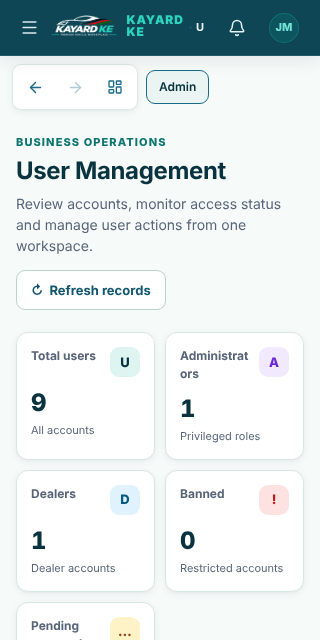 KAYARD KE
KAYARD
KE
U
JM
Admin
BUSINESS OPERATIONS
User Management
Review accounts, monitor access status
and manage user actions from one
workspace.
↻ Refresh records
Total users
U
9
All accounts
Administrat
ors
A
1
Privileged roles
Dealers
D
1
Dealer accounts
Banned
!
0
Restricted accounts
Pending
...